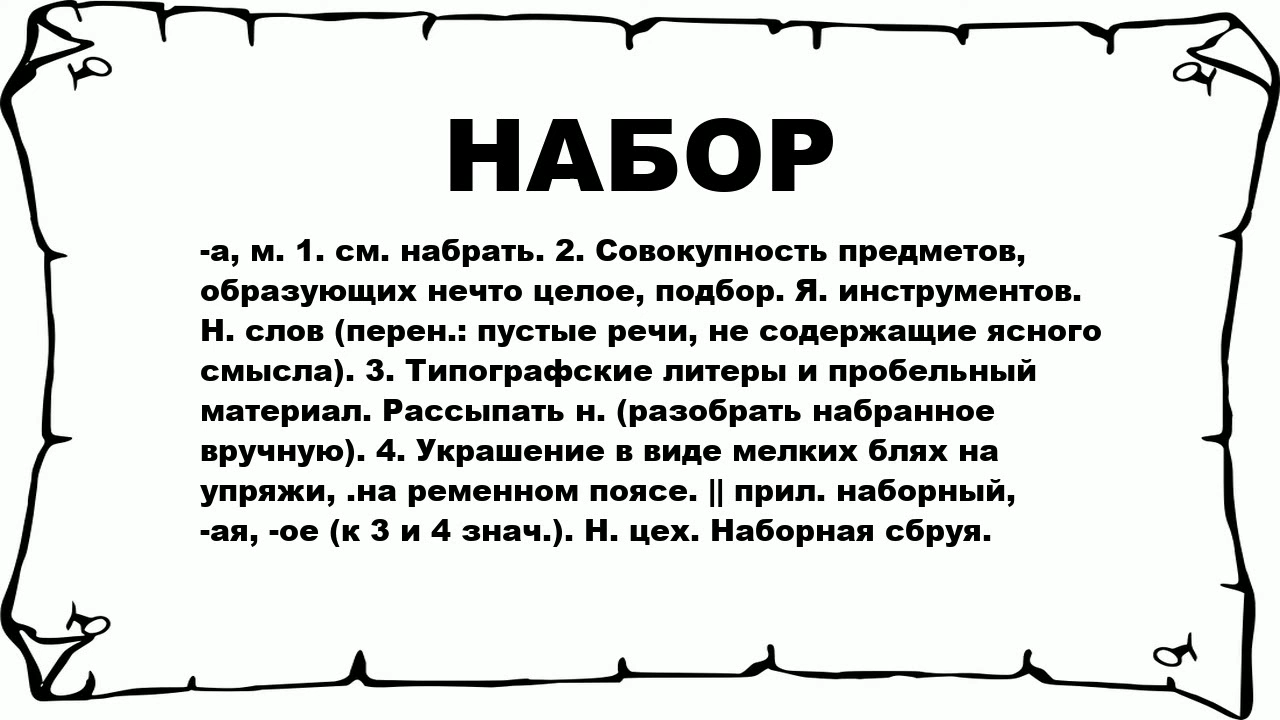 НАБОР
-а, м. 1. см. набрать. 2. Совокупность предметов,
образующих нечто целое, подбор. Я. инструментов.
Н. слов (перен.: пустые речи, не содержащие ясного
смысла). 3. Типографские литеры и пробельный
материал. Рассыпать н. (разобрать набранное
вручную). 4. Украшение в виде мелких блях на
упряжи, .на ременном поясе. || прил. наборный,
-ая, -ое (к 3 и 4 знач.). Н. цех. Наборная сбруя.